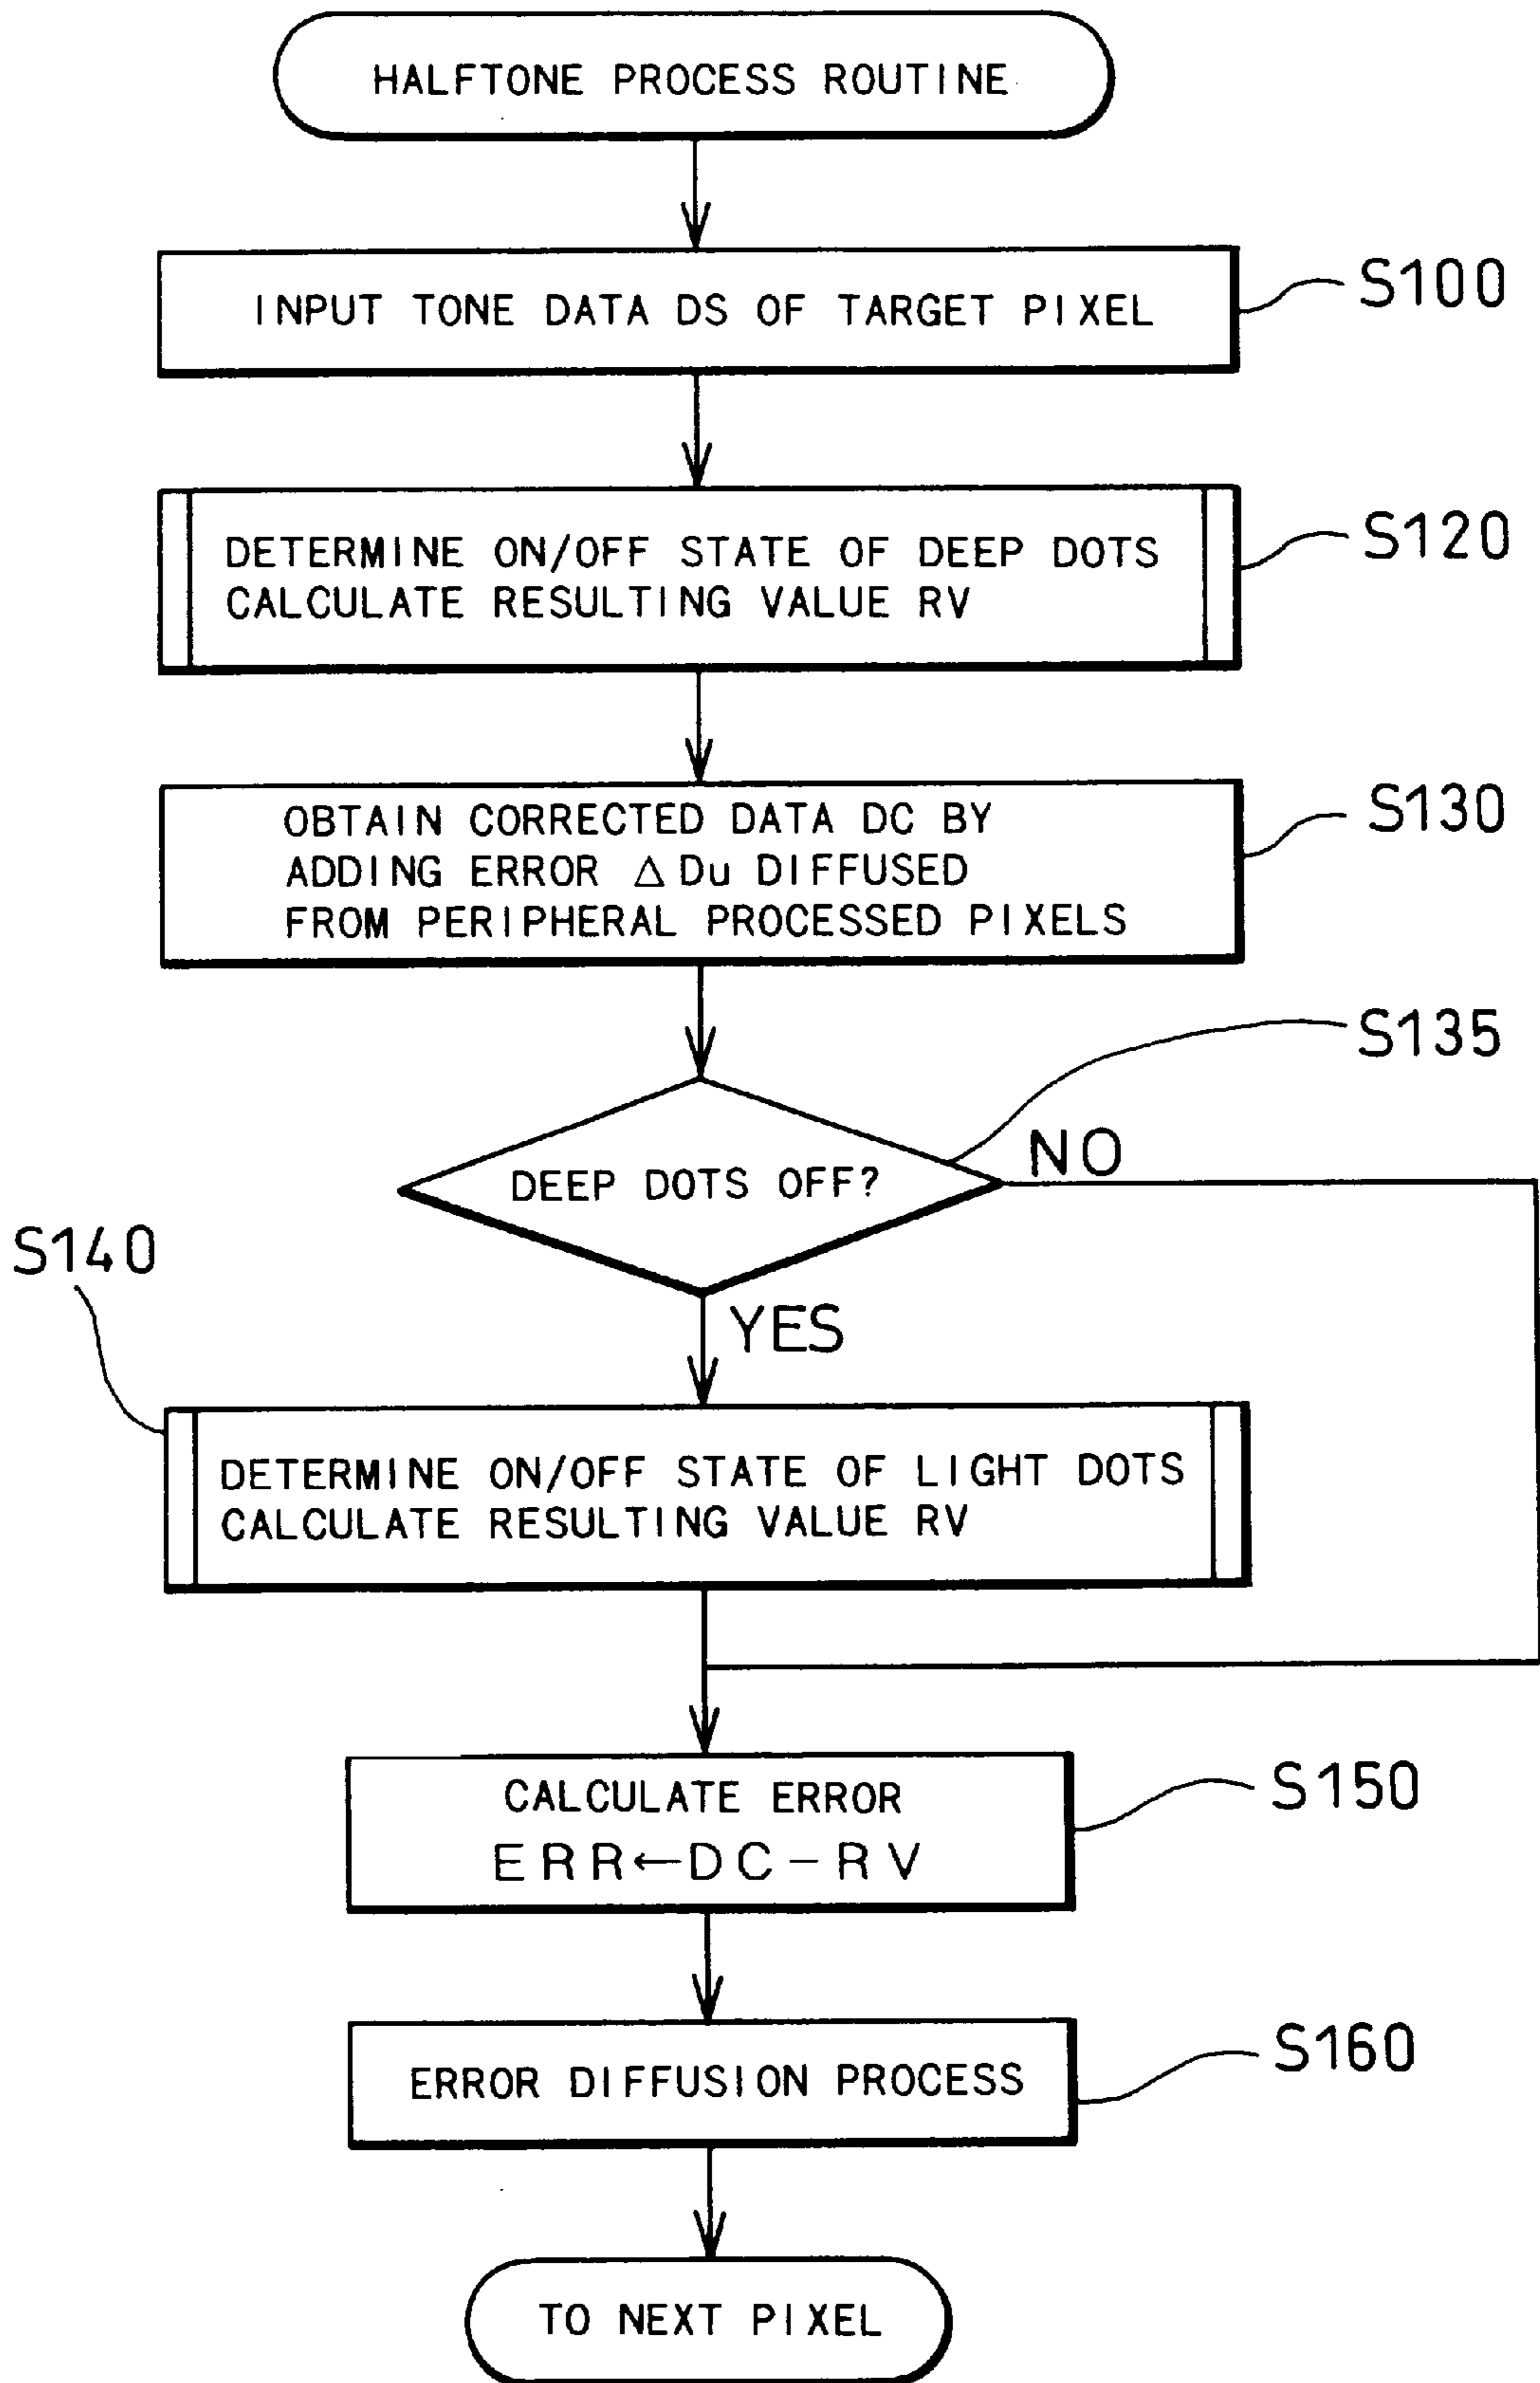 HALFTONE PROCESS ROUTINE
INPUT TONE DATA DS OF TARGET PIXEL
S100
DETERMINE ON/OFF STATE OF DEEP DOTS
CALCULATE RESULTING VALUE RV
S120
OBTAIN CORRECTED DATA DC BY
ADDING ERROR △Du DIFFUSED
FROM PERIPHERAL PROCESSED PIXELS
S130
S135
DEEP DOTS OFF?
NO
YES
S140
DETERMINE ON/OFF STATE OF LIGHT DOTS
CALCULATE RESULTING VALUE RV
CALCULATE ERROR
ERR←DC-RV
S150
ERROR DIFFUSION PROCESS
S160
TO NEXT PIXEL